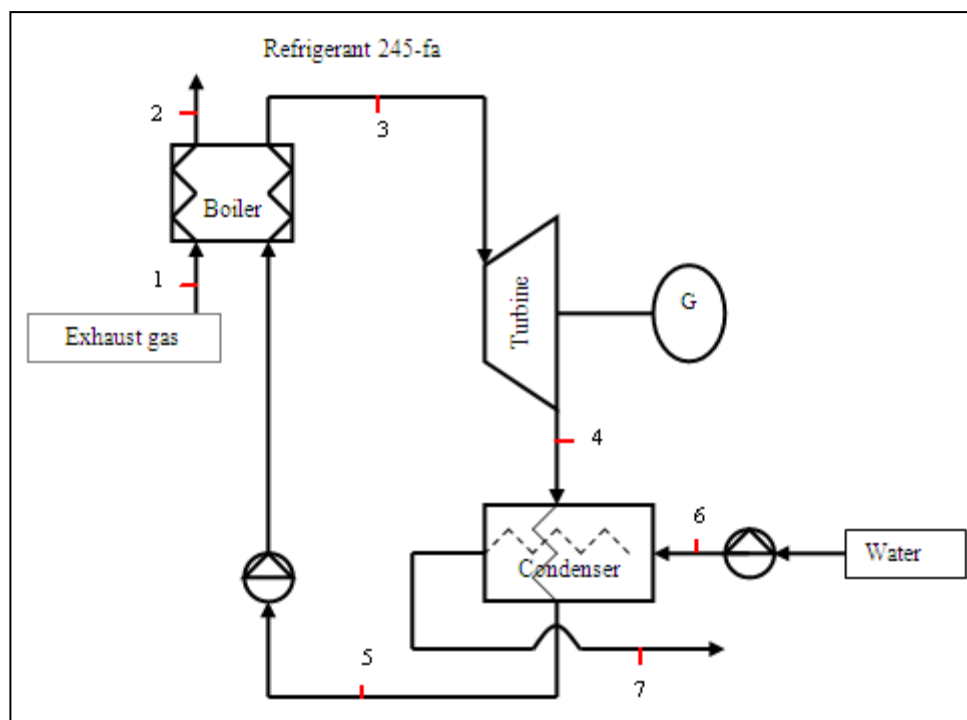 Refrigerant 245-fa
2
3
Boiler
1
Exhaust gas
Turbine
G
4
6
Water
Condenser
5
7